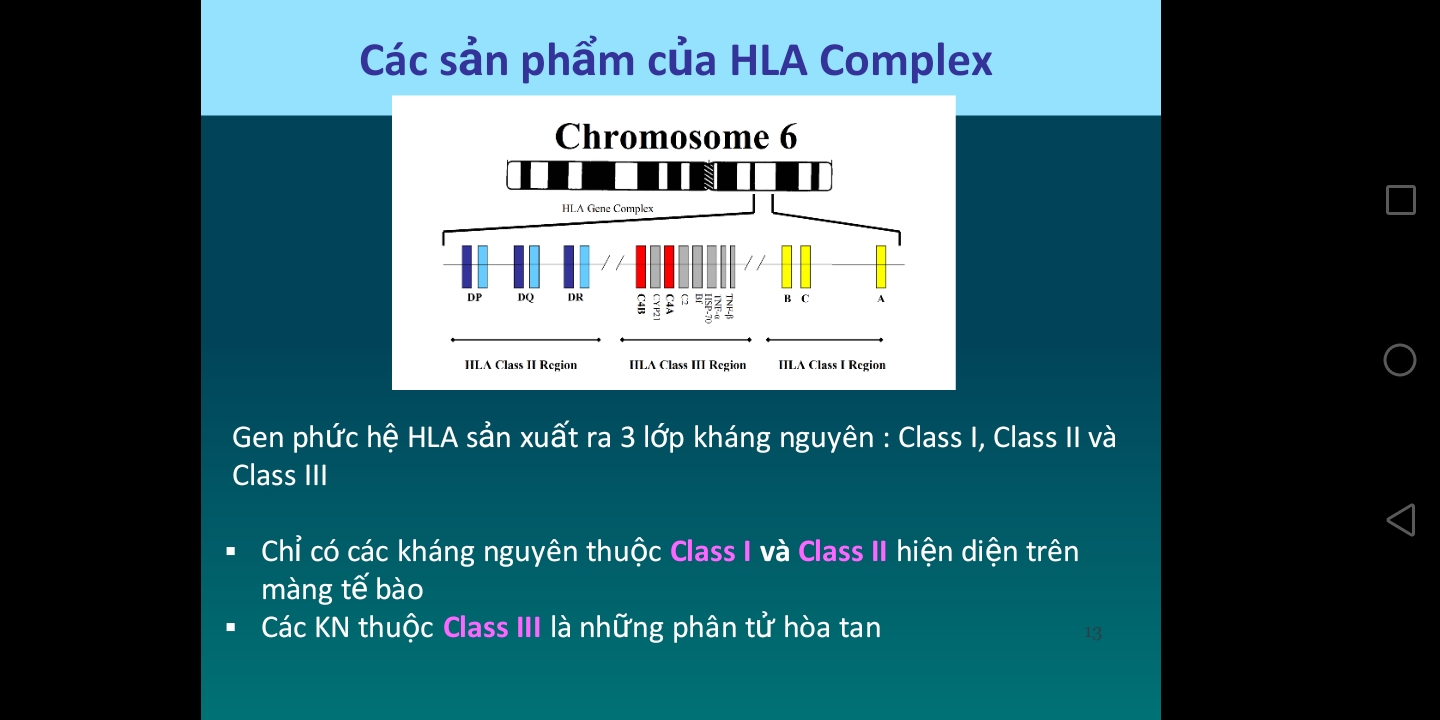 Các sản phẩm của HLA Complex
Chromosome 6
HLA Gene Complex
DP DQ DR C4B CYP21 C4A C2 Bf HSP-70 TNF-α TNF-β B C A
HLA Class II Region HLA Class III Region HLA Class I Region
Gen phức hệ HLA sản xuất ra 3 lớp kháng nguyên : Class I, Class II và
Class III
▪ Chỉ có các kháng nguyên thuộc Class I và Class II hiện diện trên
màng tế bào
▪ Các KN thuộc Class III là những phân tử hòa tan
13